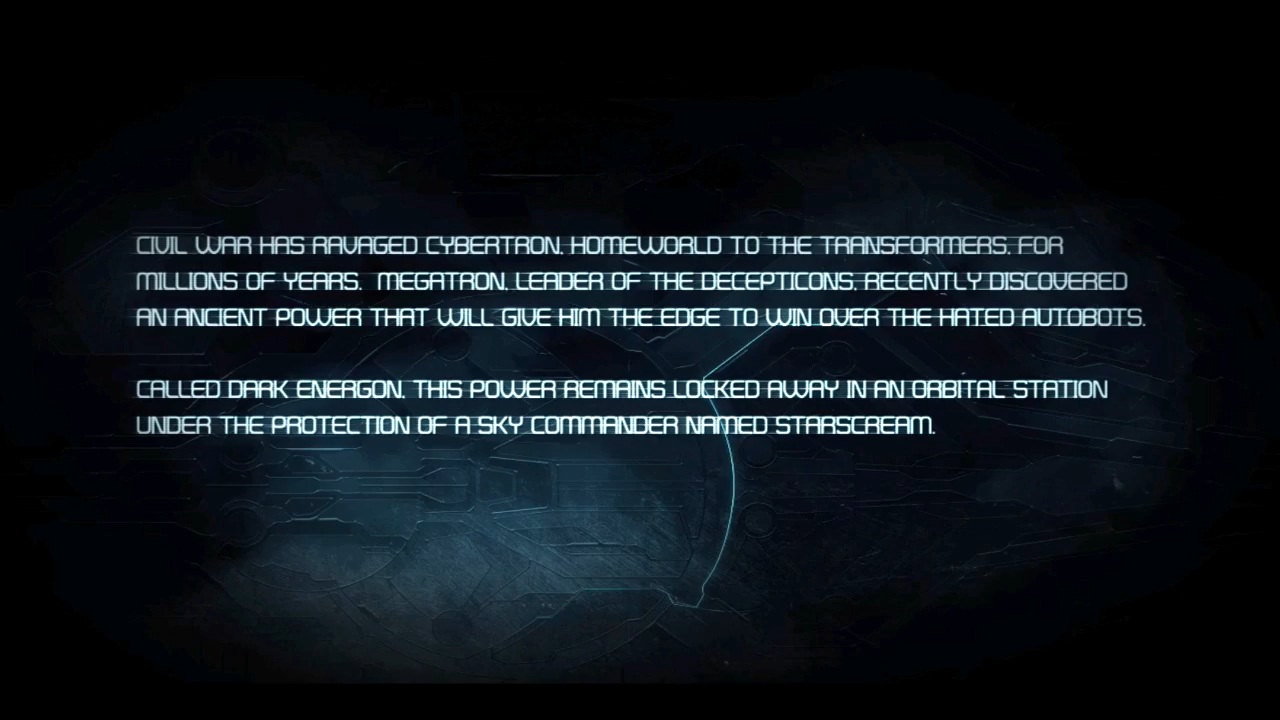 CIVIL WAR HAS RAVAGED CYBERTRON, HOMEWORLD TO THE TRANSFORMERS, FOR
MILLIONS OF YEARS.  MEGATRON, LEADER OF THE DECEPTICONS, RECENTLY DISCOVERED
AN ANCIENT POWER THAT WILL GIVE HIM THE EDGE TO WIN OVER THE HATED AUTOBOTS.
CALLED DARK ENERGON, THIS POWER REMAINS LOCKED AWAY IN AN ORBITAL STATION
UNDER THE PROTECTION OF A SKY COMMANDER NAMED STARSCREAM.